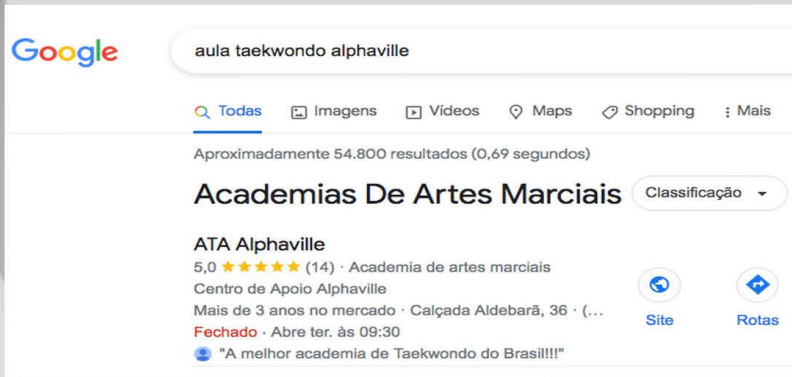 Google
aula taekwondo alphaville
Todas Imagens Vídeos Maps Shopping Mais
Aproximadamente 54.800 resultados (0,69 segundos)
Academias De Artes Marciais Classificação
ATA Alphaville
5,0 ★★★★★ (14) · Academia de artes marciais
Centro de Apoio Alphaville
Mais de 3 anos no mercado · Calçada Aldebarã, 36 · (...
Fechado · Abre ter. às 09:30
"A melhor academia de Taekwondo do Brasil!!!"
Site
Rotas